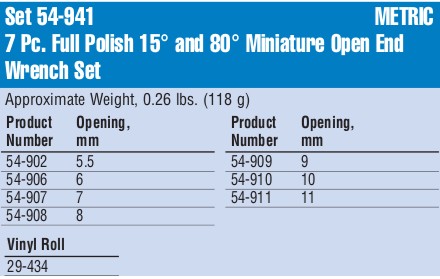 Set 54-941 METRIC
7 Pc. Full Polish 15° and 80° Miniature Open End
Wrench Set
Approximate Weight, 0.26 lbs. (118 g)
Product Opening, Product Opening,
Number mm Number mm
54-902 5.5 54-909 9
54-906 6 54-910 10
54-907 7 54-911 11
54-908 8
Vinyl Roll
29-434